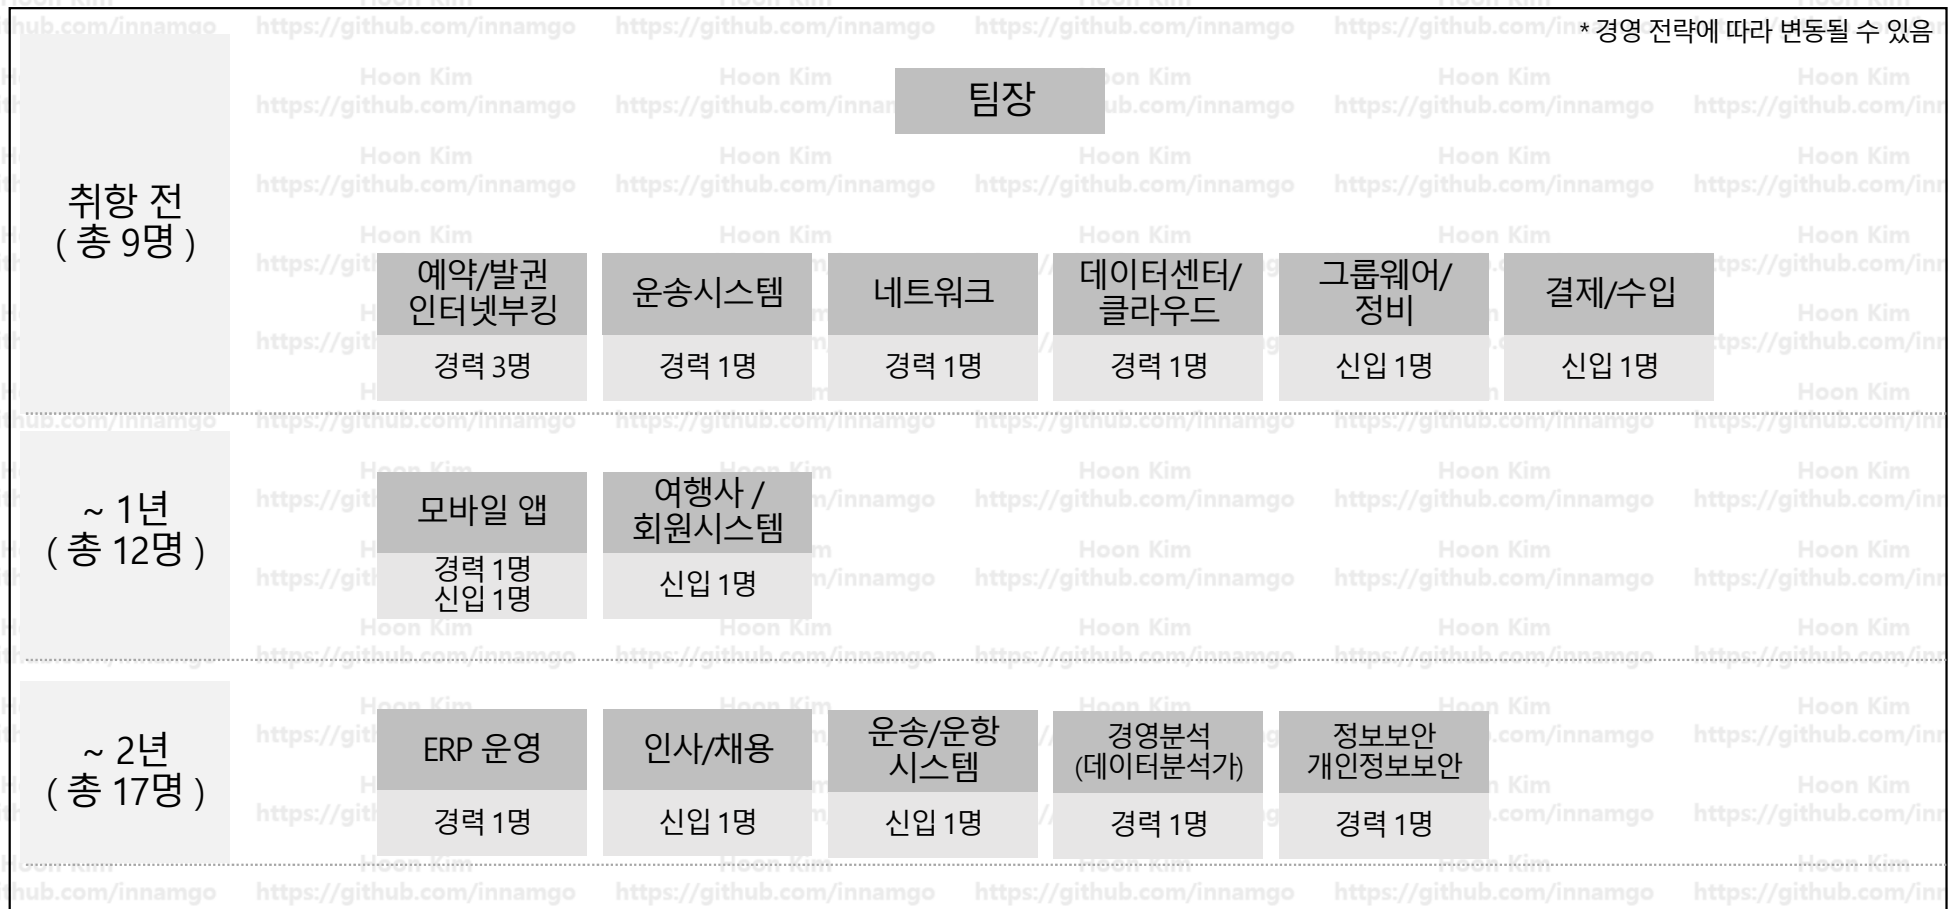 * 경영 전략에 따라 변동될 수 있음
팀장
취항 전
( 총 9명 )
예약/발권
인터넷부킹
경력 3명
운송시스템
경력 1명
네트워크
경력 1명
데이터센터/
클라우드
경력 1명
그룹웨어/
정비
신입 1명
결제/수입
신입 1명
~ 1년
( 총 12명 )
모바일 앱
경력 1명
신입 1명
여행사 /
회원시스템
신입 1명
~ 2년
( 총 17명 )
ERP 운영
경력 1명
인사/채용
신입 1명
운송/운항
시스템
신입 1명
경영분석
(데이터분석가)
경력 1명
정보보안
개인정보보안
경력 1명
Hoon Kim
https://github.com/innamgo